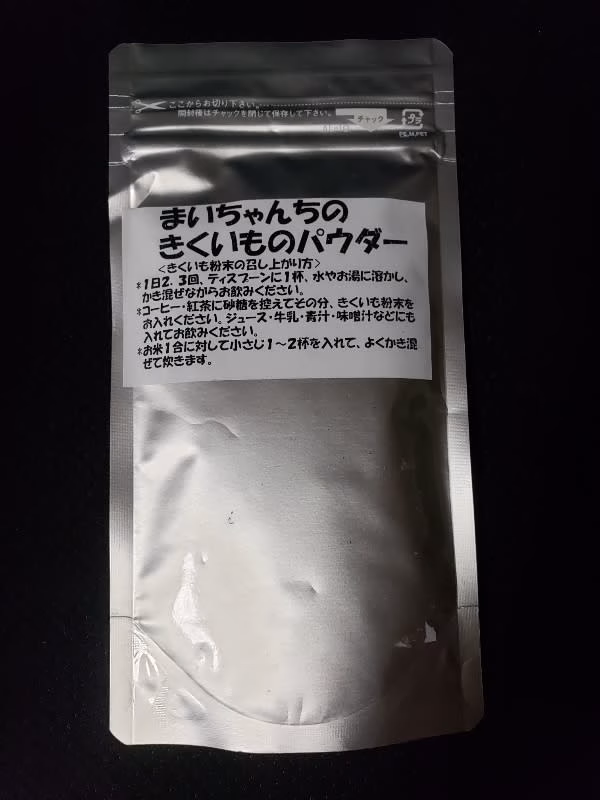 ここからお切り下さい。
開封後はチャックを閉じて保存して下さい。
チャック
プラ
まいちゃんちの
きくいものパウダー
<きくいも粉末の召し上がり方>
*1日2.3回、ティスプーンに1杯、水やお湯に溶かし、
かき混ぜながらお飲みください。
*コーヒー・紅茶に砂糖を控えてその分、きくいも粉末を
お入れください。ジュース・牛乳・青汁・味噌汁などにも
入れてお飲みください。
*お米1合に対して小さじ1～2杯を入れて、よくかき混
ぜて炊きます。